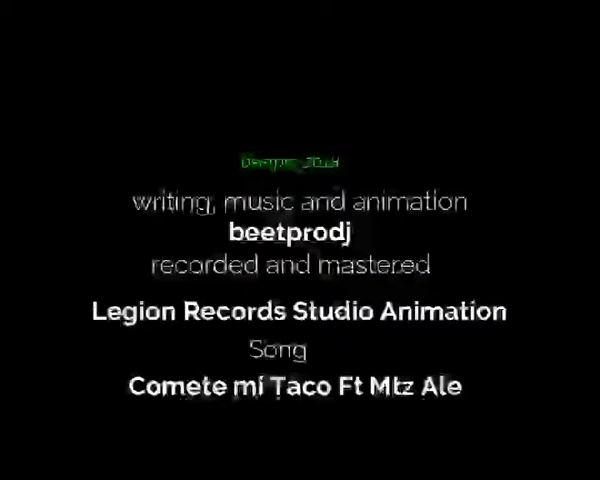 writing, music and animation
beetprodj
recorded and mastered
Legion Records Studio Animation
Song
Comete mi Taco Ft Mtz Ale